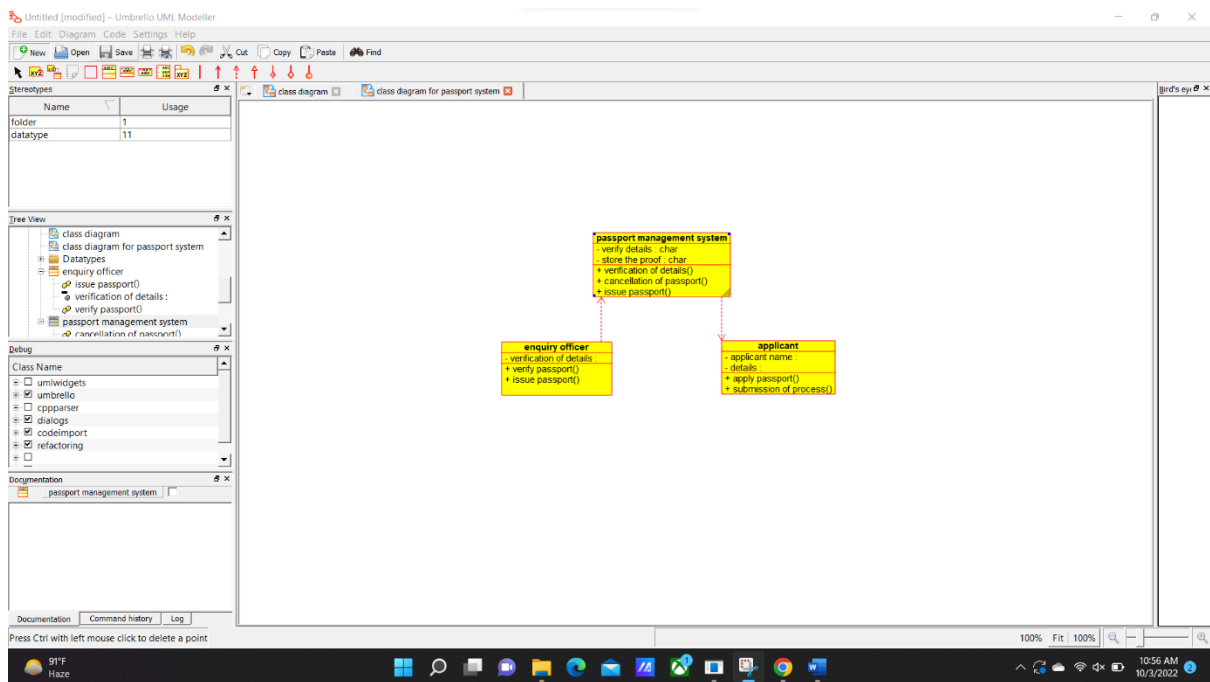 Untitled [modified] – Umbrello UML Modeller
File Edit Diagram Code Settings Help
New Open Save Cut Copy Paste Find
Stereotypes
Name Usage
folder 1
datatype 11
Tree View
class diagram
class diagram for passport system
Datatypes
enquiry officer
issue passport()
verification of details :
verify passport()
passport management system
cancellation of passport()
Debug
Class Name
umlwidgets
umbrello
cppparser
dialogs
codeimport
refactoring
Documentation
passport management system
Documentation Command history Log
Press Ctrl with left mouse click to delete a point
class diagram class diagram for passport system
passport management system
- verify details : char
- store the proof : char
+ verification of details()
+ cancellation of passport()
+ issue passport()
enquiry officer
- verification of details :
+ verify passport()
+ issue passport()
applicant
- applicant name :
- details :
+ apply passport()
+ submission of process()
Bird's eye
100% Fit 100%
91°F
Haze
10:56 AM
10/3/2022
2